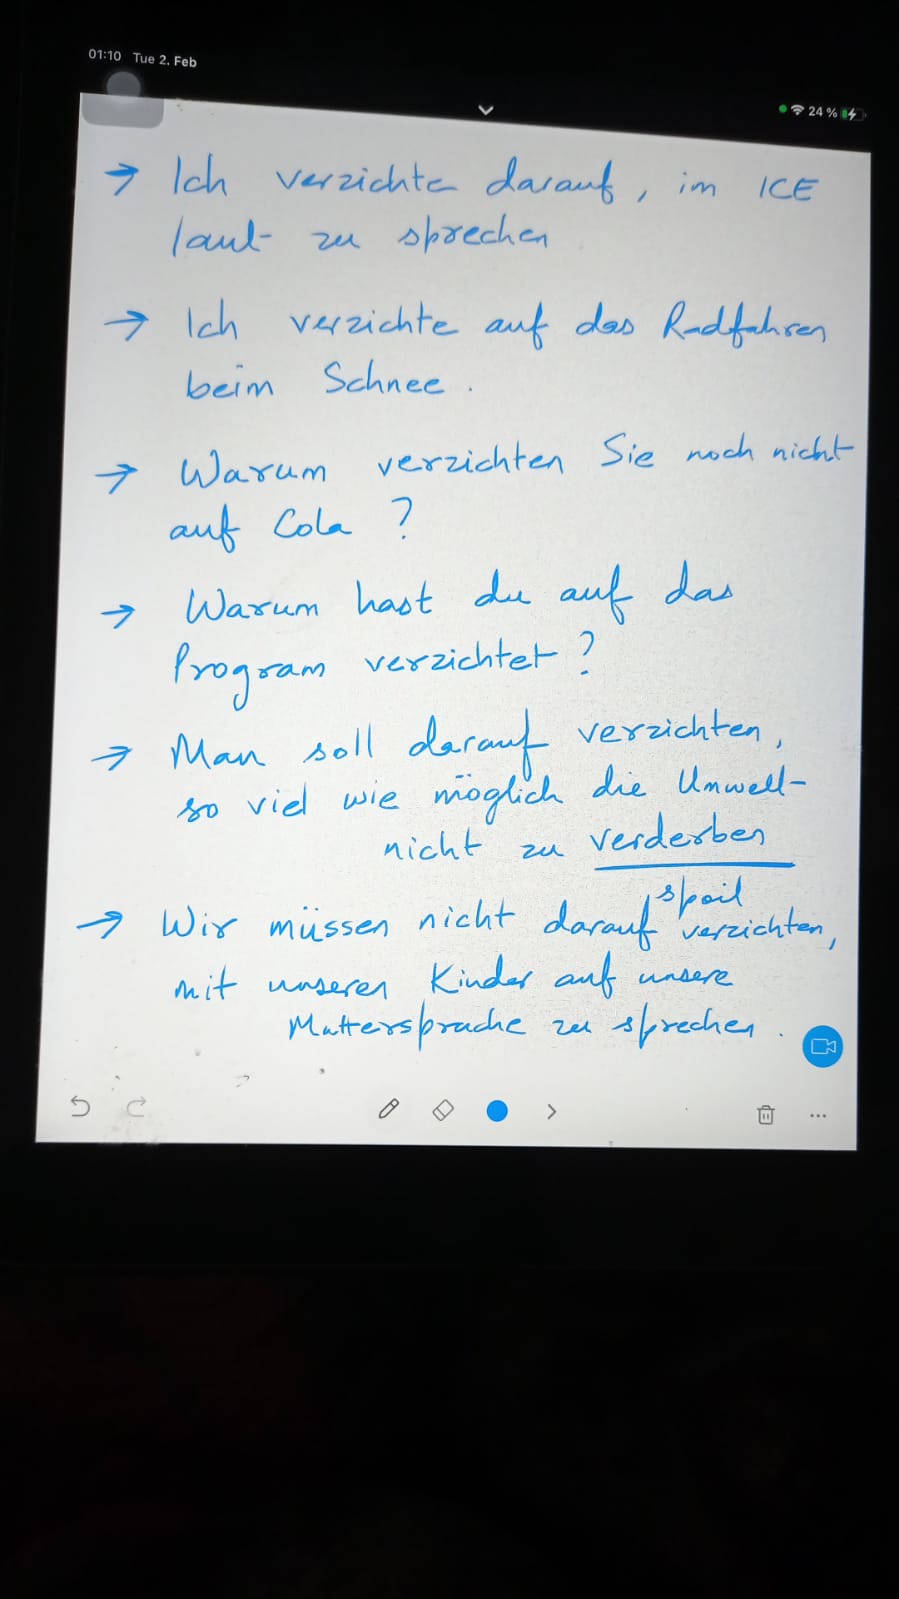 01:10 Tue 2. Feb
24 %
→ Ich verzichte darauf, im ICE
laut zu sprechen
→ Ich verzichte auf das Radfahren
beim Schnee.
→ Warum verzichten Sie noch nicht
auf Cola ?
→ Warum hast du auf das
Program verzichtet ?
→ Man soll darauf verzichten,
so viel wie möglich die Umwelt
nicht zu verderben
spoil
→ Wir müssen nicht darauf verzichten,
mit unseren Kinder auf unsere
Muttersprache zu sprechen.